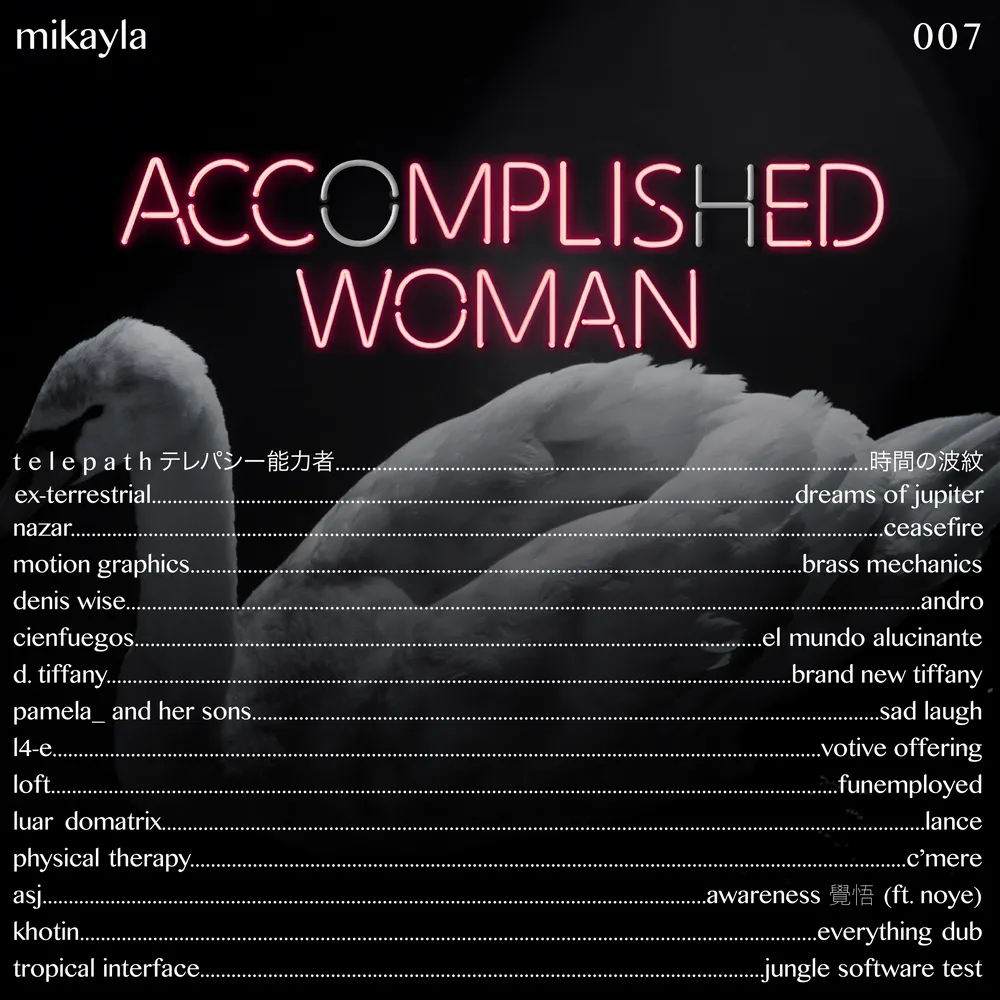 mikayla 007
ACCOMPLISHED
WOMAN
t e l e p a t h テレパシー能力者........時間の波紋
ex-terrestrial........dreams of jupiter
nazar........ceasefire
motion graphics........brass mechanics
denis wise........andro
cienfuegos........el mundo alucinante
d. tiffany........brand new tiffany
pamela_ and her sons........sad laugh
l4-e........votive offering
loft........funemployed
luar domatrix........lance
physical therapy........c’mere
asj........awareness 覺悟 (ft. noye)
khotin........everything dub
tropical interface........jungle software test